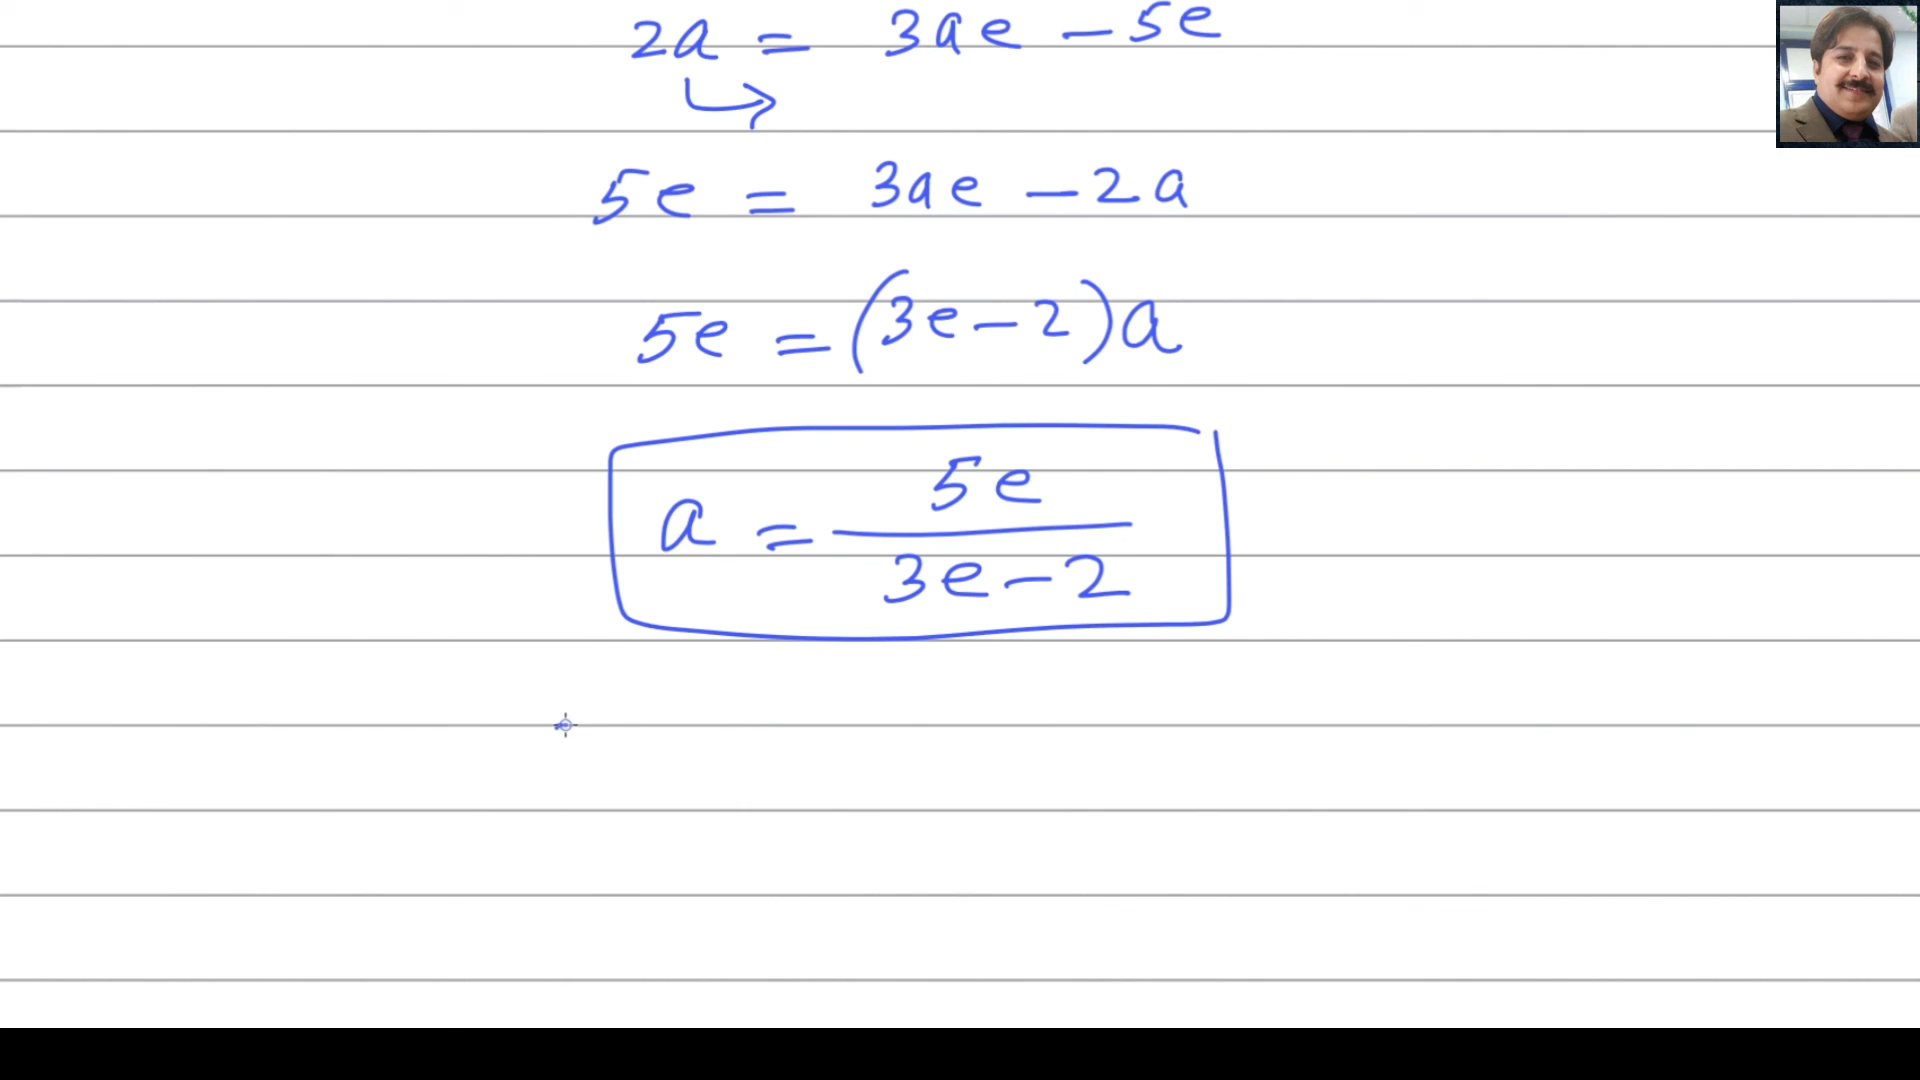 2a = 3ae - 5e
5e = 3ae - 2a
5e = (3e - 2)a
a = 5e / 3e - 2